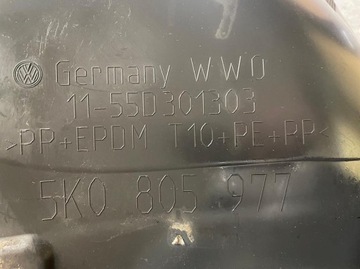 Germany WWO
11-55D301303
>PP+EPDM T10+PE+PP<
5K0 805 977